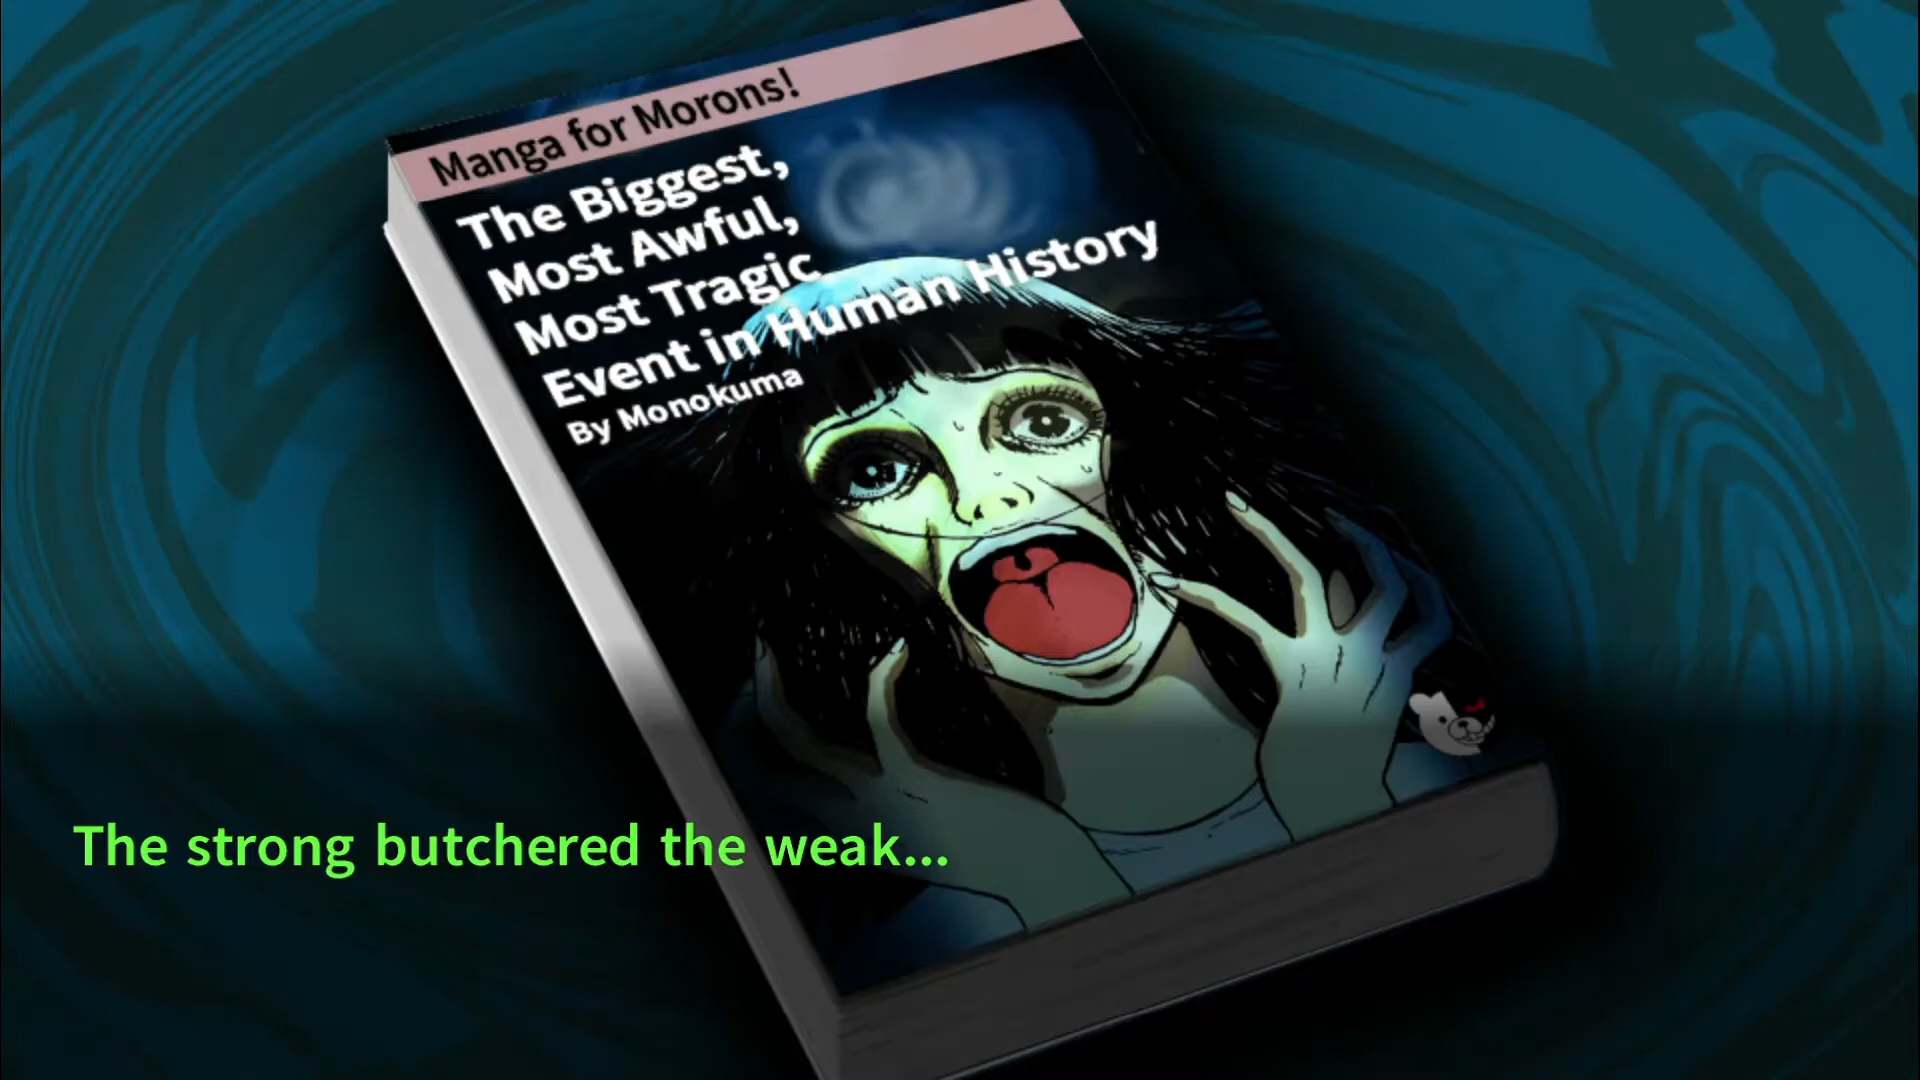 Manga for Morons!
The Biggest,
Most Awful,
Most Tragic
Event in Human History
By Monokuma
The strong butchered the weak...